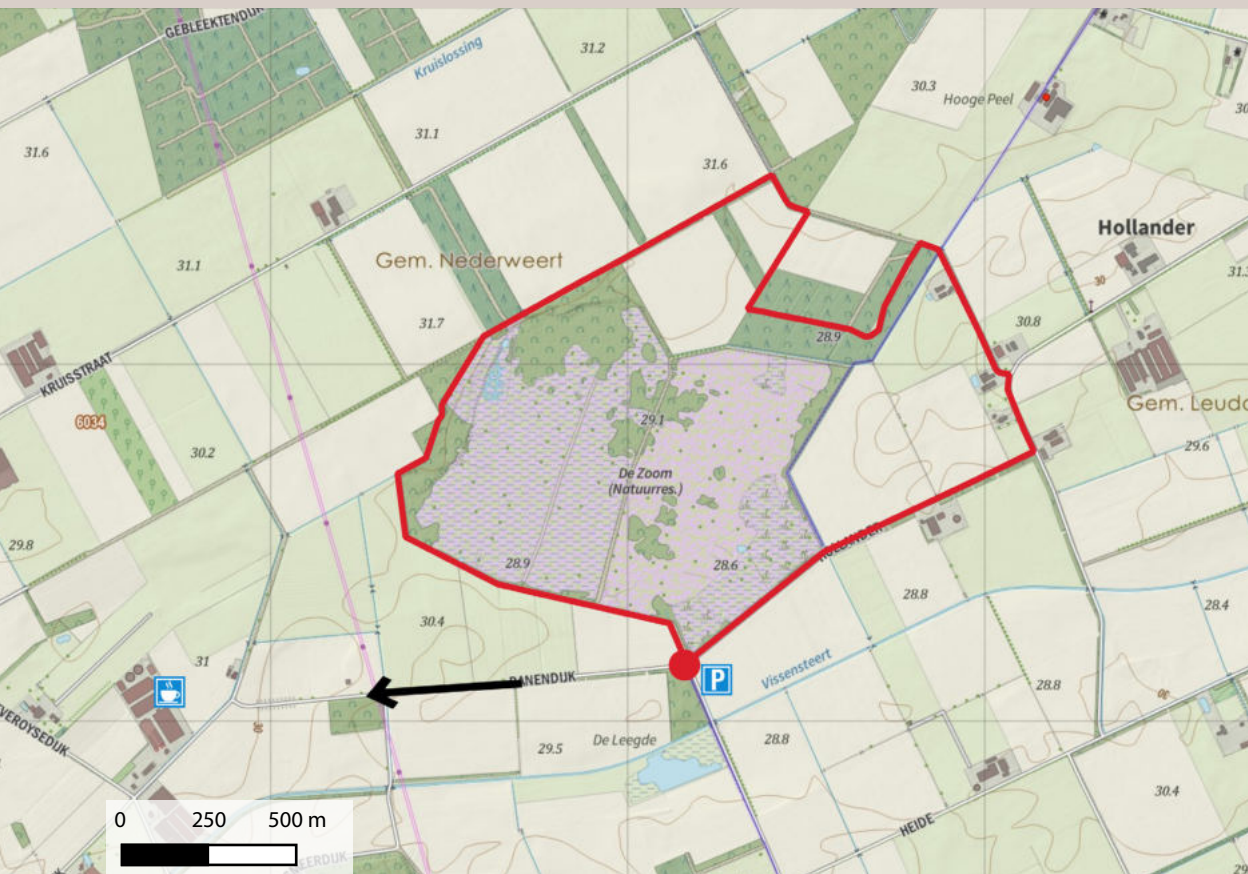 GEBLEEKTENDIJK
Kruislossing
31.2
30.3
Hooge Peel
31.1
31.6
31.6
Hollander
Gem. Nederweert
31.1
31.7
30
30.8
28.9
KRUISSTRAAT
6034
29.1
30.2
De Zoom
(Natuurres.)
29.6
29.8
HOLLANDER
28.9
28.6
30.4
28.8
28.4
31
P
Vissensteert
28.8
30
29.5
De Leegde
28.8
30
30.4
HEIDE
0 250 500 m